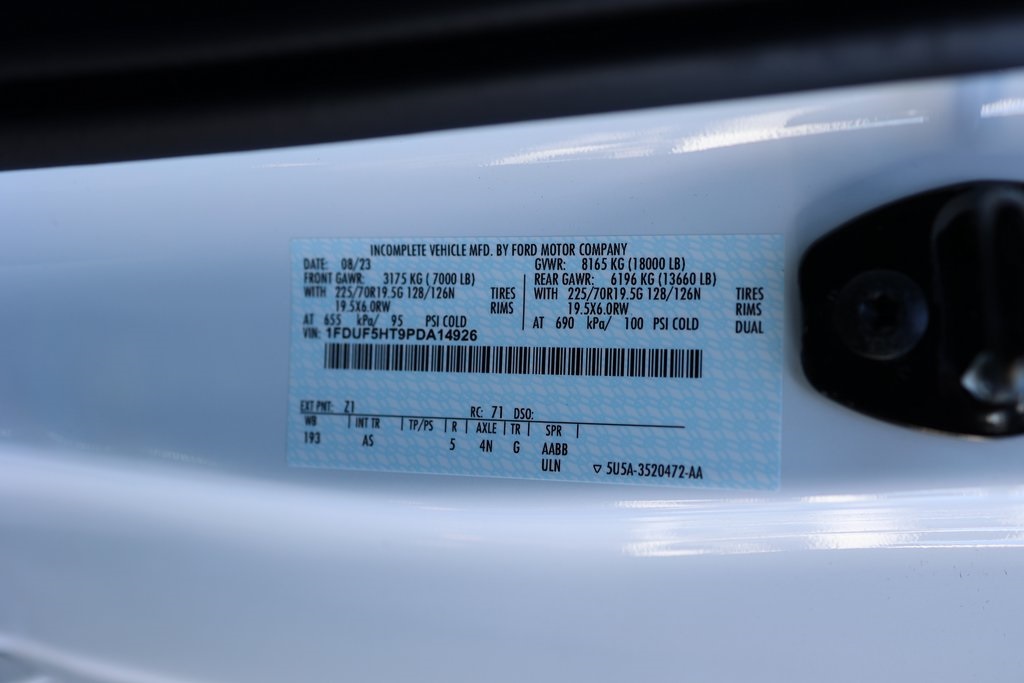 INCOMPLETE VEHICLE MFD. BY FORD MOTOR COMPANY
DATE: 08/23 GVWR: 8165 KG (18000 LB)
FRONT GAWR: 3175 KG ( 7000 LB) REAR GAWR: 6196 KG (13660 LB)
WITH 225/70R19.5G 128/126N TIRES WITH 225/70R19.5G 128/126N TIRES
19.5X6.0RW RIMS 19.5X6.0RW RIMS
AT 655 kPa/ 95 PSI COLD AT 690 kPa/ 100 PSI COLD DUAL
VIN: 1FDUF5HT9PDA14926
EXT PNT: Z1 RC: 71 DSO:
WB INT TR TP/PS R AXLE TR SPR
193 AS 5 4N G AABB
ULN ▽ 5U5A-3520472-AA